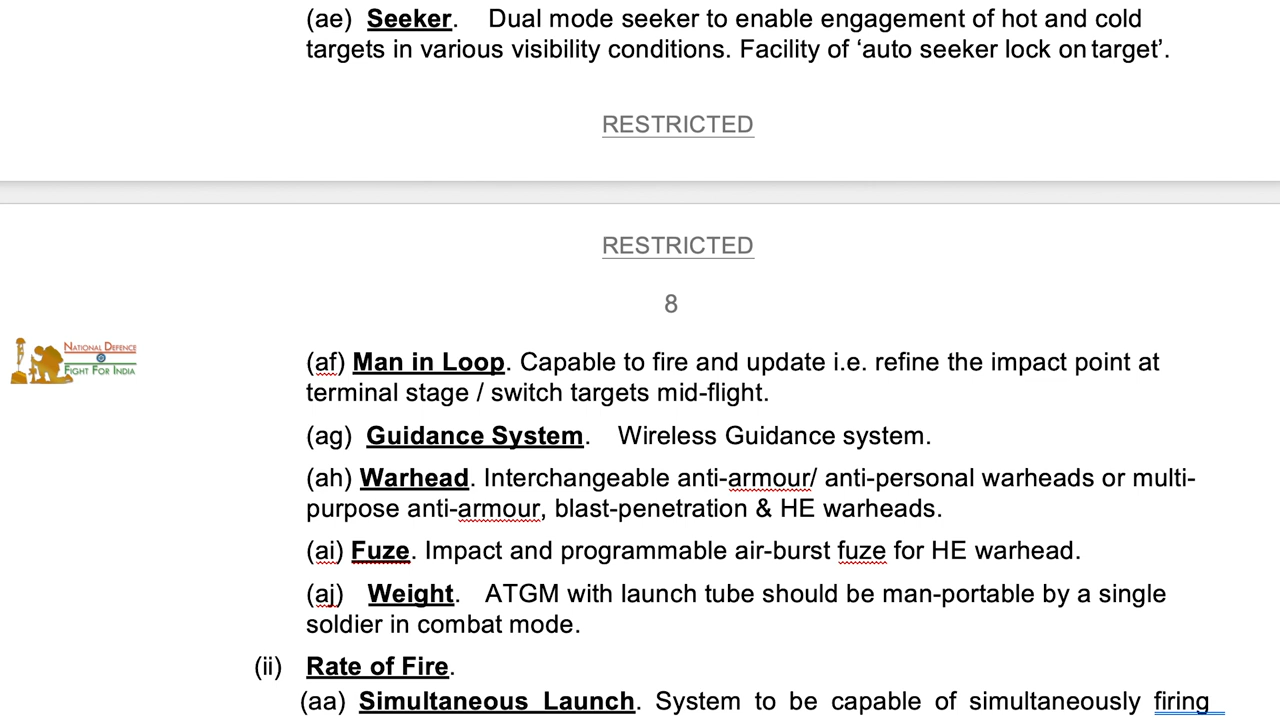 (ae) Seeker. Dual mode seeker to enable engagement of hot and cold
targets in various visibility conditions. Facility of ‘auto seeker lock on target’.
RESTRICTED
RESTRICTED
8
NATIONAL DEFENCE
FIGHT FOR INDIA
(af) Man in Loop. Capable to fire and update i.e. refine the impact point at
terminal stage / switch targets mid-flight.
(ag) Guidance System. Wireless Guidance system.
(ah) Warhead. Interchangeable anti-armour/ anti-personal warheads or multi-
purpose anti-armour, blast-penetration & HE warheads.
(ai) Fuze. Impact and programmable air-burst fuze for HE warhead.
(aj) Weight. ATGM with launch tube should be man-portable by a single
soldier in combat mode.
(ii) Rate of Fire.
(aa) Simultaneous Launch. System to be capable of simultaneously firing